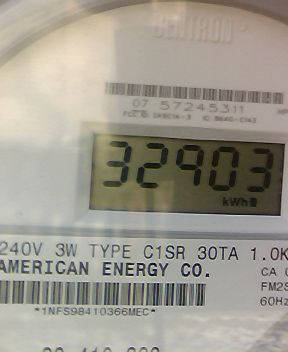 CENTRON®
07 57245311
32903
kWh
240V 3W TYPE C1SR 30TA 1.0K
AMERICAN ENERGY CO. CA
FM2S
*1NFS98410366MEC* 60Hz